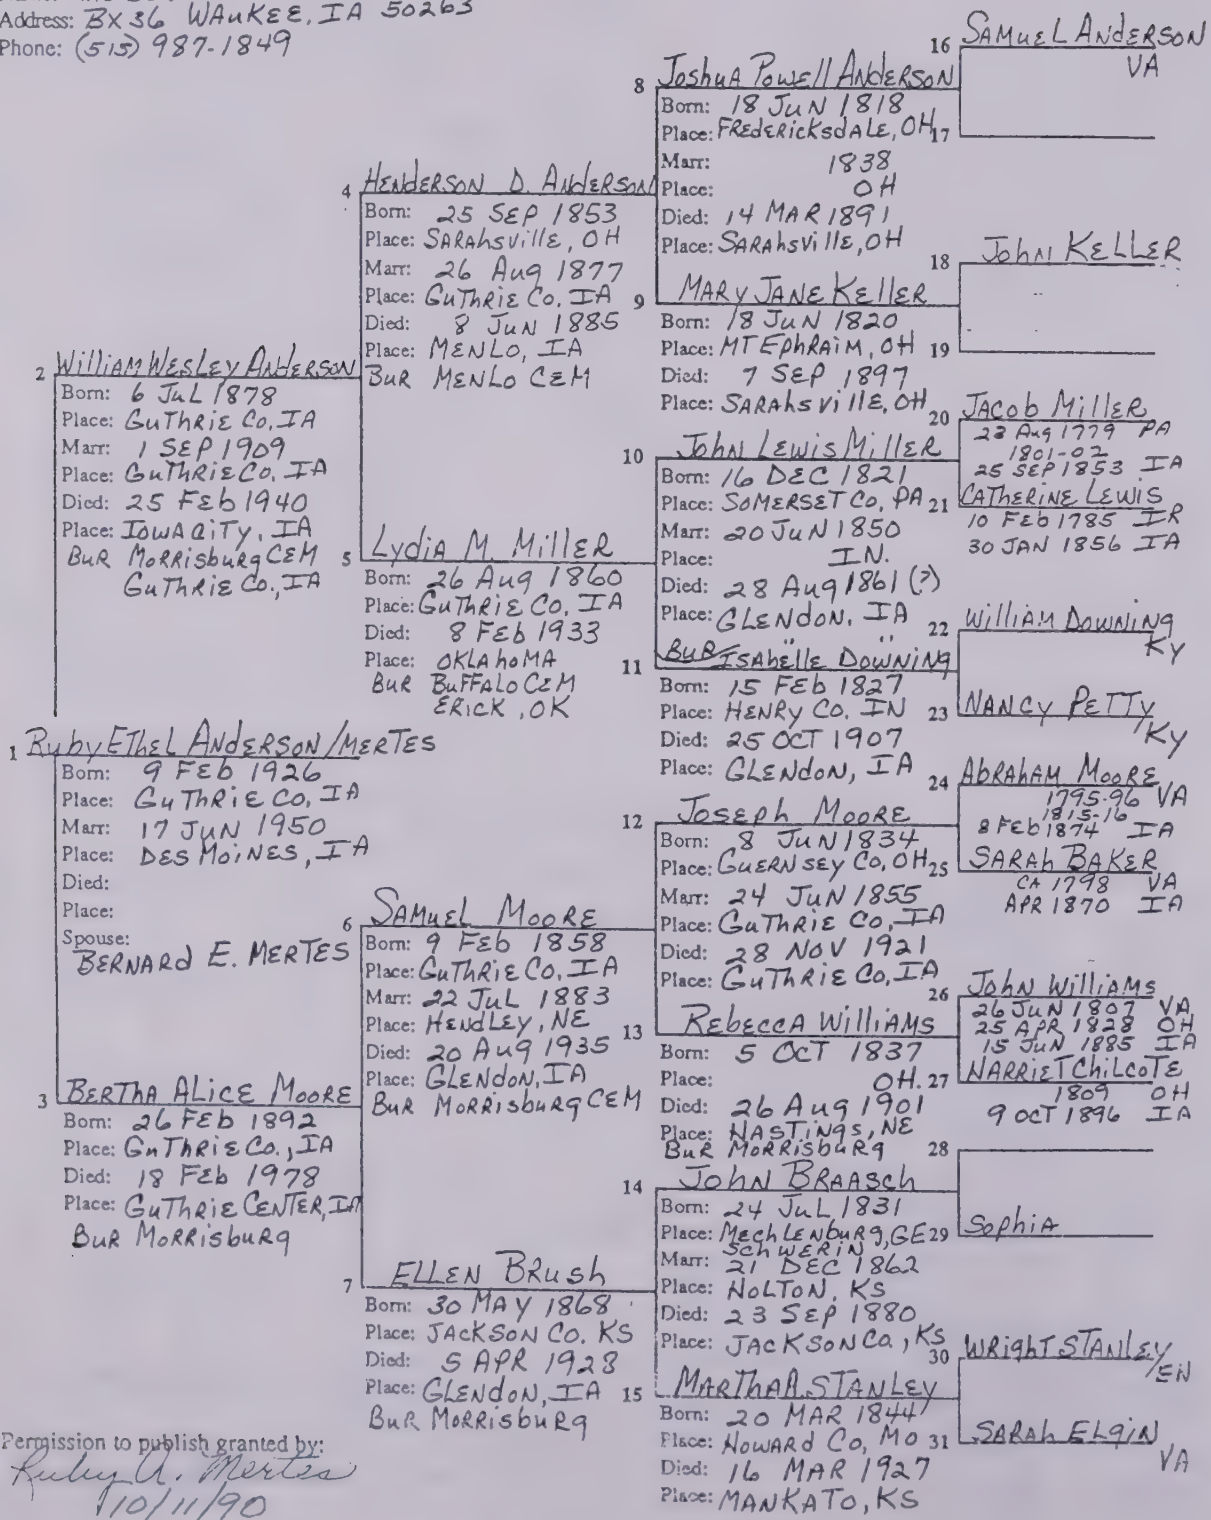 Address: BX 36 WAUKEE, IA 50263
Phone: (515) 987-1849
16 SAMUEL ANDERSON
VA
8 Joshua Powell ANDERSON
Born: 18 JUN 1818
Place: FREDERICKSDALE, OH
17
Marr: 1838
Place: OH
Died: 14 MAR 1891
Place: SARAHSVILLE, OH
4 HENDERSON D. ANDERSON
Born: 25 SEP 1853
Place: SARAHSVILLE, OH
Marr: 26 Aug 1877
Place: GUTHRIE Co, IA
Died: 8 JUN 1885
Place: MENLO, IA
BUR MENLO CEM
18 JOHN KELLER
9 MARY JANE KELLER
Born: 18 JUN 1820
Place: MT EPHRAIM, OH
19
Died: 7 SEP 1897
Place: SARAHSVILLE, OH
2 WILLIAM WESLEY ANDERSON
Born: 6 JUL 1878
Place: GUTHRIE Co, IA
Marr: 1 SEP 1909
Place: GUTHRIE Co, IA
Died: 25 FEB 1940
Place: IOWA CITY, IA
BUR MORRISBURG CEM
GUTHRIE Co., IA
20 JACOB MILLER
23 Aug 1779 PA
1801-02
25 SEP 1853 IA
10 JOHN LEWIS MILLER
Born: 16 DEC 1821
Place: SOMERSET Co, PA
21 CATHERINE LEWIS
10 FEB 1785 IR
30 JAN 1856 IA
Marr: 20 JUN 1850
Place: IN.
Died: 28 Aug 1861 (?)
Place: GLENDON, IA
BUR " "
5 Lydia M. MILLER
Born: 26 Aug 1860
Place: GUTHRIE Co, IA
Died: 8 FEB 1933
Place: OKLAHOMA
BUR BUFFALO CEM
ERICK, OK
22 WILLIAM DOWNING
KY
11 ISABELLE DOWNING
Born: 15 FEB 1827
Place: HENRY Co. IN
23 NANCY PETTY
KY
Died: 25 OCT 1907
Place: GLENDON, IA
1 Ruby ETHEL ANDERSON/MERTES
Born: 9 FEB 1926
Place: GUTHRIE Co, IA
Marr: 17 JUN 1950
Place: DES MOINES, IA
Died:
Place:
Spouse:
BERNARD E. MERTES
24 ABRAHAM MOORE
1795-96 VA
1815-16
8 FEB 1874 IA
12 JOSEPH MOORE
Born: 8 JUN 1834
Place: GUERNSEY Co, OH
25 SARAH BAKER
CA 1798 VA
APR 1870 IA
Marr: 24 JUN 1855
Place: GUTHRIE Co, IA
Died: 28 NOV 1921
Place: GUTHRIE Co, IA
6 SAMUEL MOORE
Born: 9 FEB 1858
Place: GUTHRIE Co. IA
Marr: 22 JUL 1883
Place: HENDLEY, NE
Died: 20 Aug 1935
Place: GLENDON, IA
BUR MORRISBURG CEM
26 JOHN WILLIAMS
26 JUN 1807 VA
25 APR 1828 OH
15 JUN 1885 IA
13 REBECCA WILLIAMS
Born: 5 OCT 1837
Place: OH.
27 HARRIET CHILCOTE
1809 OH
9 OCT 1896 IA
Died: 26 Aug 1901
Place: HASTINGS, NE
BUR MORRISBURG
3 BERTHA ALICE MOORE
Born: 26 FEB 1892
Place: GUTHRIE Co., IA
Died: 18 FEB 1978
Place: GUTHRIE CENTER, IA
BUR MORRISBURG
28
14 JOHN BRAASCH
Born: 24 JUL 1831
Place: MECHLENBURG, GE
SCHWERIN
29 SOPHIA
Marr: 21 DEC 1862
Place: HOLTON, KS
Died: 23 SEP 1880
Place: JACKSON Co, KS
7 ELLEN BRUSH
Born: 30 MAY 1868
Place: JACKSON Co. KS
Died: 5 APR 1928
Place: GLENDON, IA
BUR MORRISBURG
30 WRIGHT STANLEY
EN
15 MARTHA A. STANLEY
Born: 20 MAR 1844
Place: HOWARD Co, MO
31 SARAH ELGIN
VA
Died: 16 MAR 1927
Place: MANKATO, KS
Permission to publish granted by:
Ruby A. Mertes
10/11/90